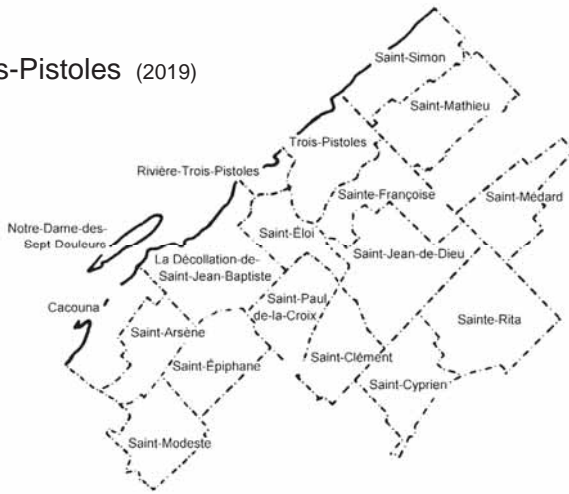 s-Pistoles (2019)
Saint-Simon
Saint-Mathieu
Trois-Pistoles
Rivière-Trois-Pistoles
Sainte-Françoise
Saint-Médard
Notre-Dame-des-
Sept Douleurs
Saint-Éloi
Saint-Jean-de-Dieu
La Décollation-de-
Saint-Jean-Baptiste
Saint-Paul
de-la-Croix
Cacouna
Sainte-Rita
Saint-Arsène
Saint-Clément
Saint-Épiphane
Saint-Cyprien
Saint-Modeste